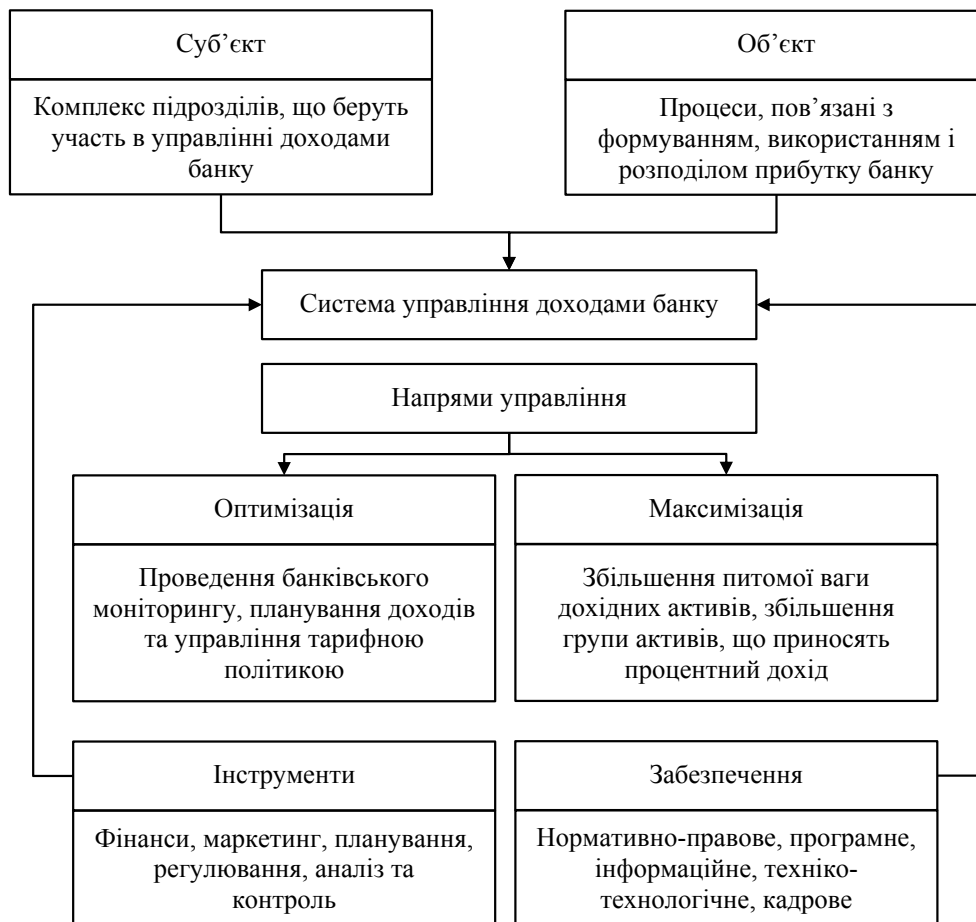 Суб’єкт
Комплекс підрозділів, що беруть
участь в управлінні доходами
банку
Об’єкт
Процеси, пов’язані з
формуванням, використанням і
розподілом прибутку банку
Система управління доходами банку
Напрями управління
Оптимізація
Проведення банківського
моніторингу, планування доходів
та управління тарифною
політикою
Максимізація
Збільшення питомої ваги
дохідних активів, збільшення
групи активів, що приносять
процентний дохід
Інструменти
Фінанси, маркетинг, планування,
регулювання, аналіз та
контроль
Забезпечення
Нормативно-правове, програмне,
інформаційне, техніко-
технологічне, кадрове